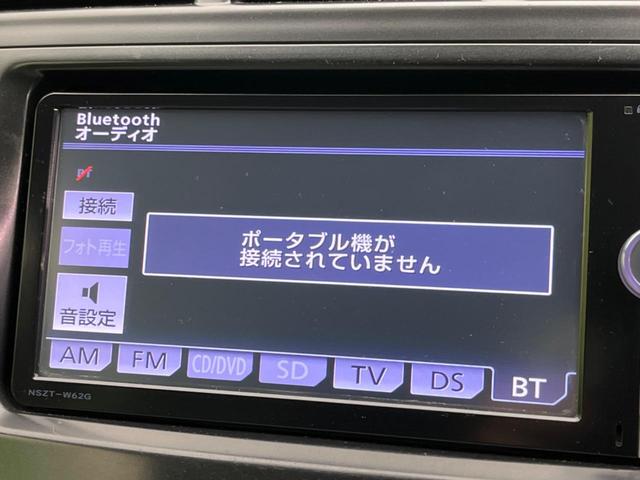 Bluetooth
オーディオ
接続
フォト再生
ポータブル機が
接続されていません
音設定
AM FM CD/DVD SD TV DS BT
NSZT-W62G